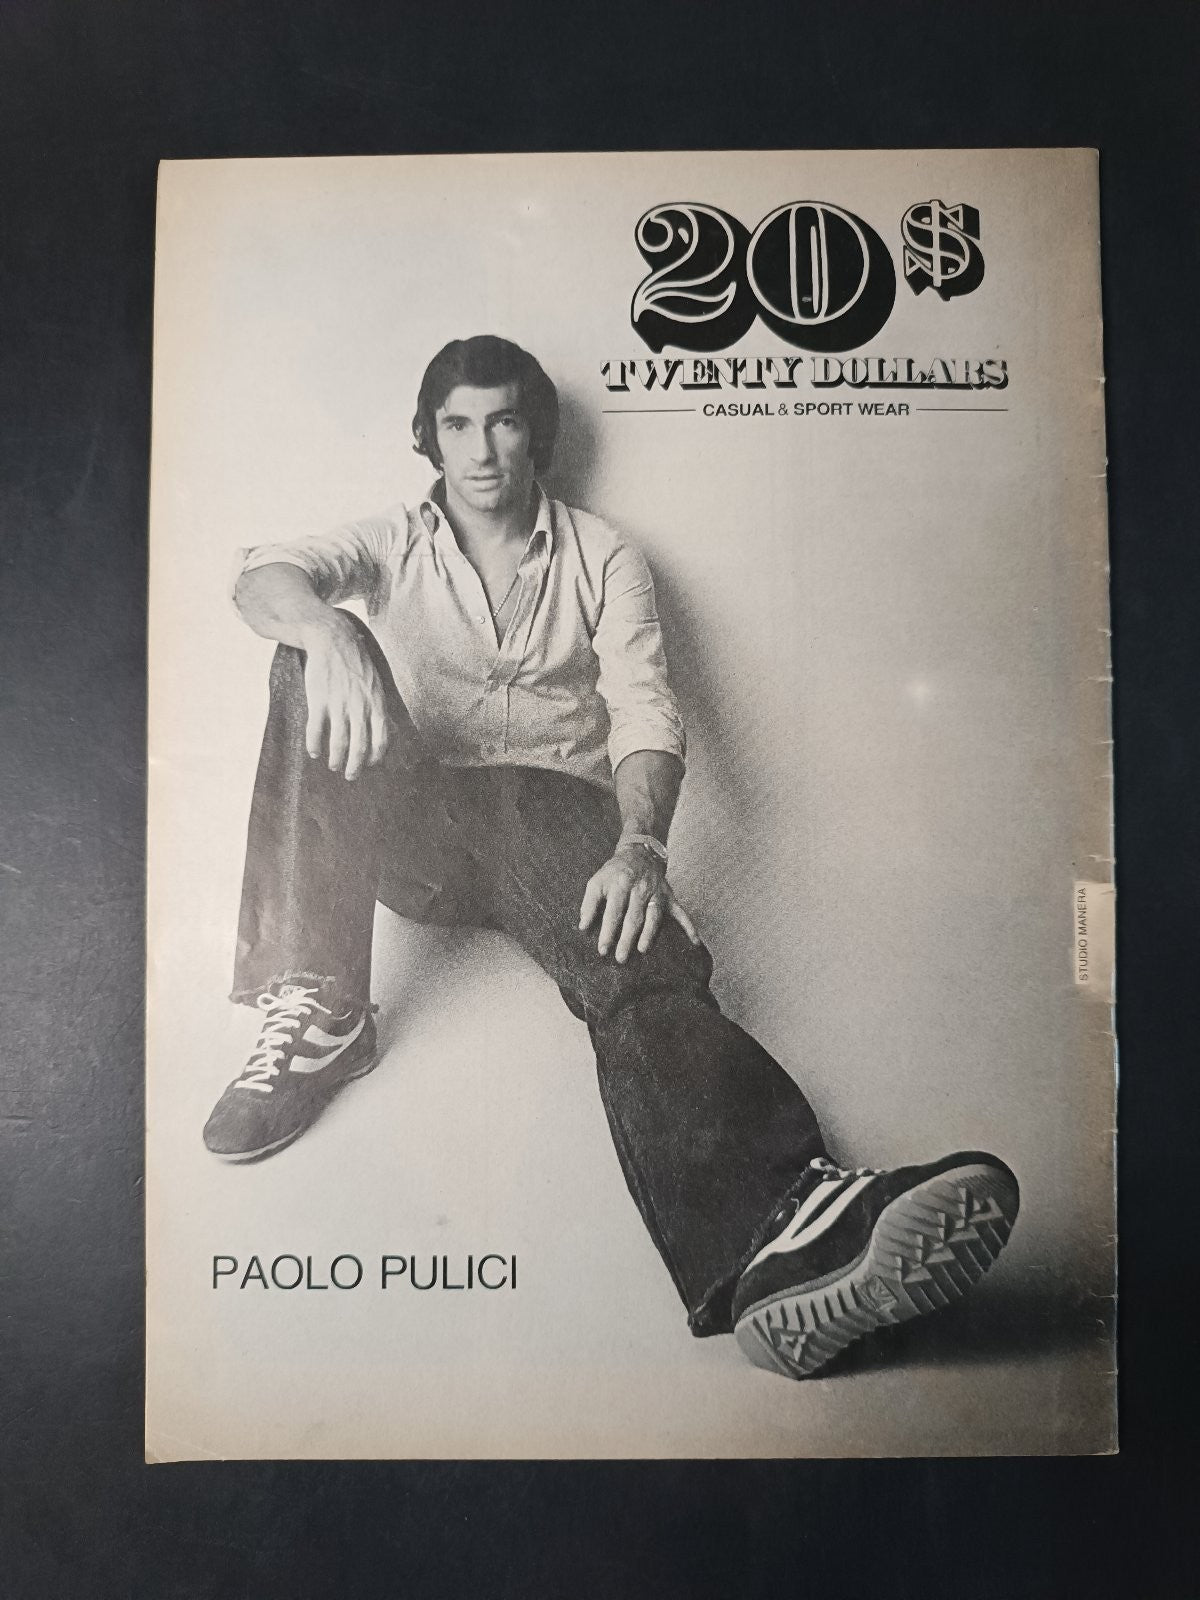 20$
TWENTY DOLLARS
CASUAL & SPORT WEAR
STUDIO MANERA
PAOLO PULICI